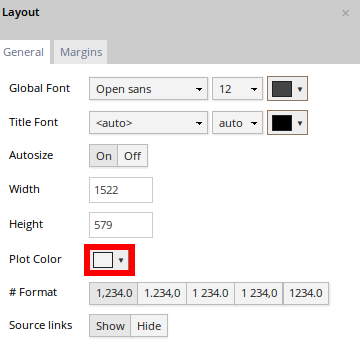 Layout ×
General Margins
Global Font Open sans 12
Title Font <auto> auto
Autosize On Off
Width 1522
Height 579
Plot Color
# Format 1,234.0 1.234,0 1 234.0 1 234,0 1234.0
Source links Show Hide